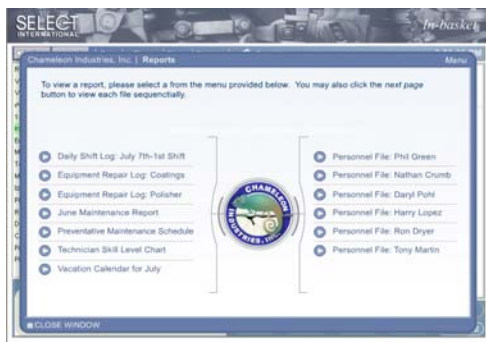 SELECT
INTERNATIONAL
In-basket
Chameleon Industries, Inc. | Reports
Menu
To view a report, please select a from the menu provided below. You may also click the next page
button to view each file sequenctially.
Daily Shift Log: July 7th-1st Shift
Equipment Repair Log: Coatings
Equipment Repair Log: Polisher
June Maintenance Report
Preventative Maintenance Schedule
Technician Skill Level Chart
Vacation Calendar for July
CHAMELEON
INDUSTRIES, INC.
Personnel File: Phil Green
Personnel File: Nathan Crumb
Personnel File: Daryl Pohl
Personnel File: Harry Lopez
Personnel File: Ron Dryer
Personnel File: Tony Martin
CLOSE WINDOW